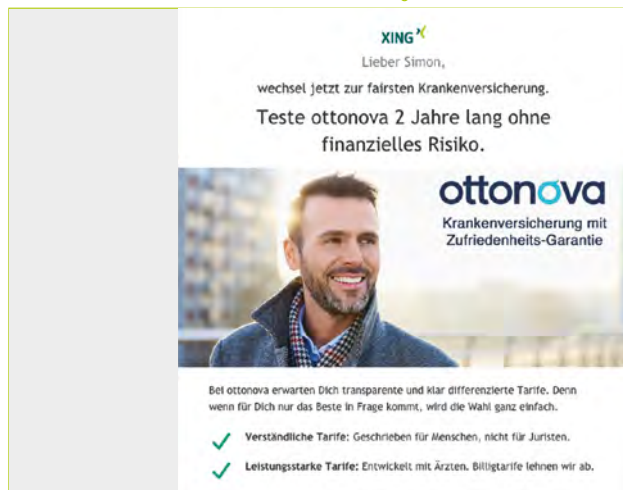 XING
Lieber Simon,
wechsel jetzt zur fairsten Krankenversicherung.
Teste ottonova 2 Jahre lang ohne
finanzielles Risiko.
ottonova
Krankenversicherung mit
Zufriedenheits-Garantie
Bei ottonova erwarten Dich transparente und klar differenzierte Tarife. Denn
wenn für Dich nur das Beste in Frage kommt, wird die Wahl ganz einfach.
Verständliche Tarife: Geschrieben für Menschen, nicht für Juristen.
Leistungsstarke Tarife: Entwickelt mit Ärzten. Billigtarife lehnen wir ab.